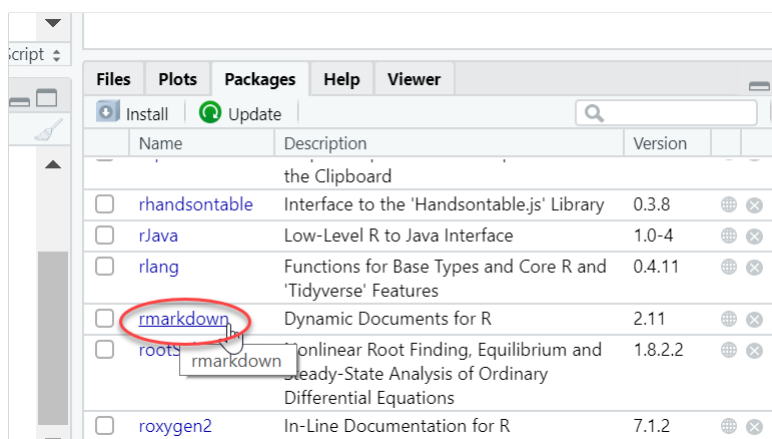 Script
Files Plots Packages Help Viewer
Install Update
Name Description Version
the Clipboard
rhandsontable Interface to the 'Handsontable.js' Library 0.3.8
rJava Low-Level R to Java Interface 1.0-4
rlang Functions for Base Types and Core R and 0.4.11
'Tidyverse' Features
rmarkdown Dynamic Documents for R 2.11
Nonlinear Root Finding, Equilibrium and 1.8.2.2
rmarkdown
Steady-State Analysis of Ordinary
Differential Equations
roxygen2 In-Line Documentation for R 7.1.2